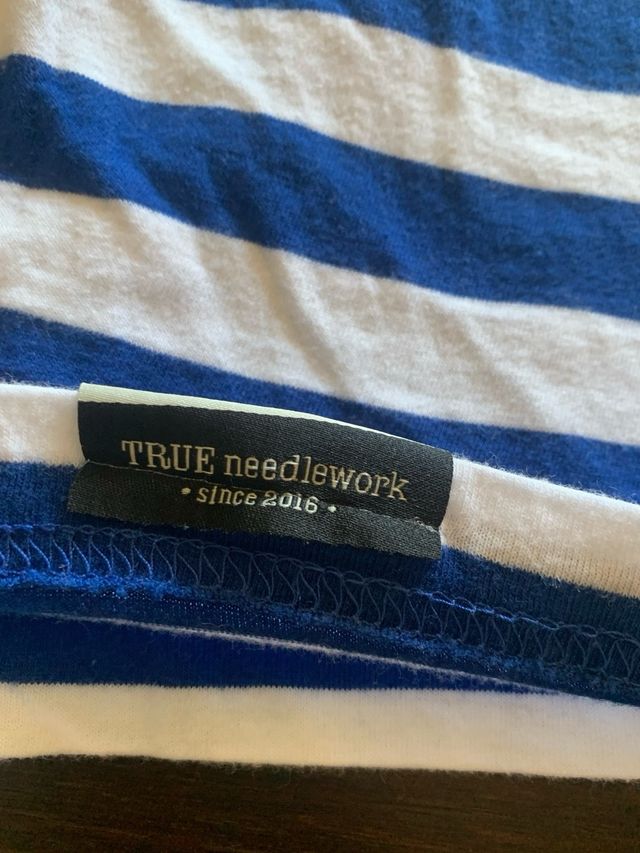 TRUE needlework
• since 2016 •